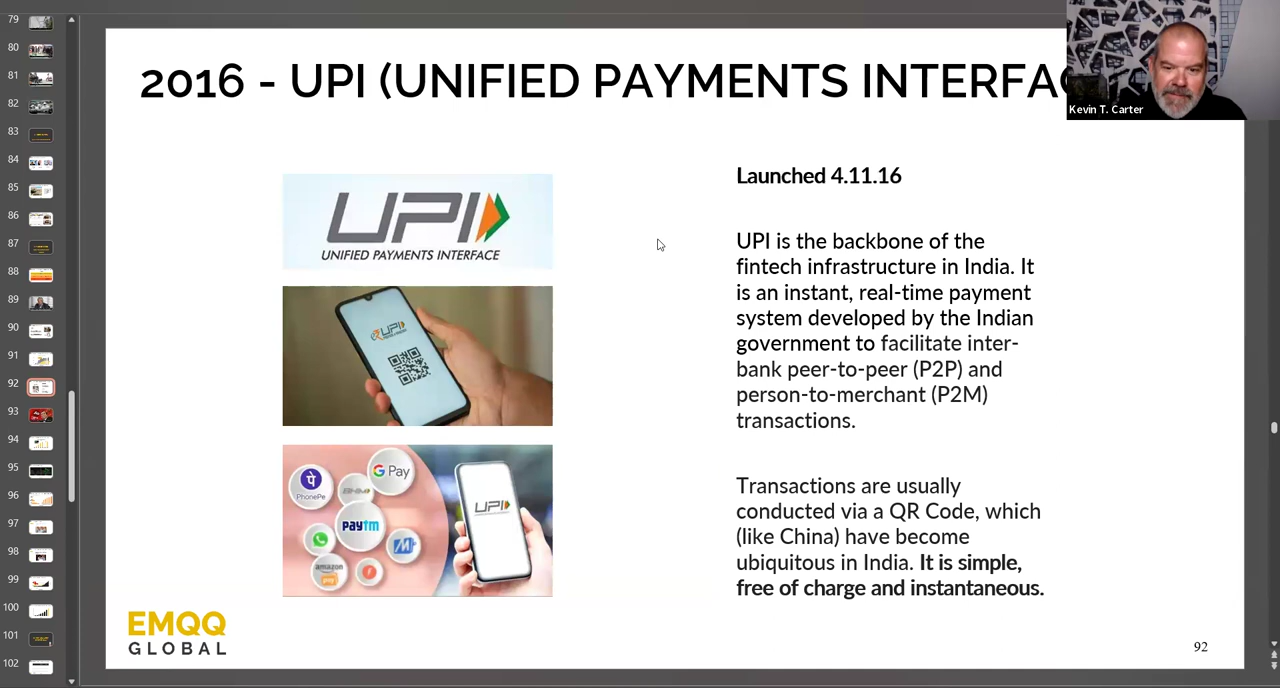 79
80
81
82
83
84
85
86
87
88
89
90
91
92
93
94
95
96
97
98
99
100
101
102
2016 - UPI (UNIFIED PAYMENTS INTERFAC
Kevin T. Carter
UPI
UNIFIED PAYMENTS INTERFACE
UPI
PhonePe
G Pay
paytm
amazon
pay
UPI
Launched 4.11.16
UPI is the backbone of the
fintech infrastructure in India. It
is an instant, real-time payment
system developed by the Indian
government to facilitate inter-
bank peer-to-peer (P2P) and
person-to-merchant (P2M)
transactions.
Transactions are usually
conducted via a QR Code, which
(like China) have become
ubiquitous in India. It is simple,
free of charge and instantaneous.
EMQQ
GLOBAL
92